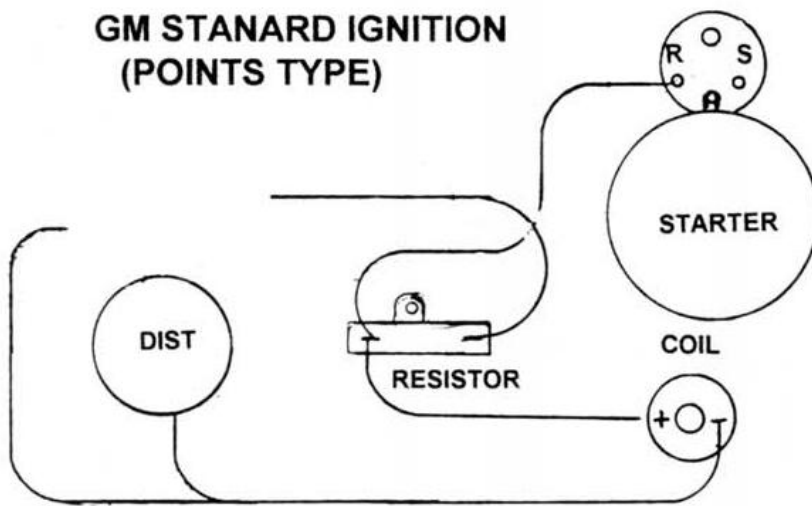 GM STANARD IGNITION
(POINTS TYPE)
R S
STARTER
DIST
COIL
RESISTOR
+ -